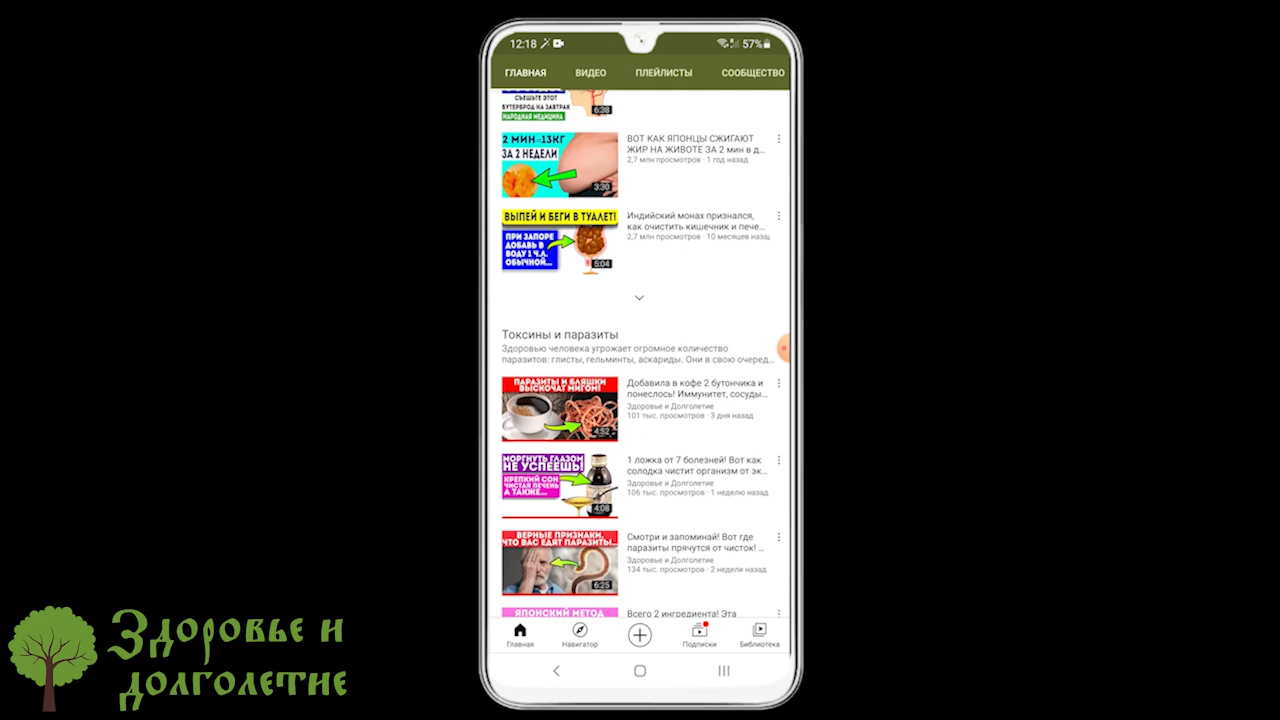 12:18
57%
ГЛАВНАЯ ВИДЕО ПЛЕЙЛИСТЫ СООБЩЕСТВО
СЪЕШЬТЕ ЭТОТ
БУТЕРБРОД НА ЗАВТРАК
НАРОДНАЯ МЕДИЦИНА
6:38
2 МИН-13КГ
ЗА 2 НЕДЕЛИ
3:30
ВОТ КАК ЯПОНЦЫ СЖИГАЮТ
ЖИР НА ЖИВОТЕ ЗА 2 мин в д...
2,7 млн просмотров · 1 год назад
ВЫПЕЙ И БЕГИ В ТУАЛЕТ!
ПРИ ЗАПОРЕ
ДОБАВЬ В
ВОДУ 1 Ч.Л.
ОБЫЧНОЙ...
5:04
Индийский монах признался,
как очистить кишечник и пече...
2,7 млн просмотров · 10 месяцев назад
Токсины и паразиты
Здоровью человека угрожает огромное количество
паразитов: глисты, гельминты, аскариды. Они в свою очеред...
ПАРАЗИТЫ И БЛЯШКИ
ВЫСКОЧАТ МИГОМ!
4:52
Добавила в кофе 2 бутончика и
понеслось! Иммунитет, сосуды...
Здоровье и Долголетие
101 тыс. просмотров · 3 дня назад
МОРГНУТЬ ГЛАЗОМ
НЕ УСПЕЕШЬ!
КРЕПКИЙ СОН
ЧИСТАЯ ПЕЧЕНЬ
А ТАКЖЕ...
4:08
1 ложка от 7 болезней! Вот как
солодка чистит организм от эк...
Здоровье и Долголетие
106 тыс. просмотров · 1 неделю назад
ВЕРНЫЕ ПРИЗНАКИ,
ЧТО ВАС ЕДЯТ ПАРАЗИТЫ...
6:25
Смотри и запоминай! Вот где
паразиты прячутся от чисток! ...
Здоровье и Долголетие
134 тыс. просмотров · 2 недели назад
ЯПОНСКИЙ МЕТОД
Всего 2 ингредиента! Эта
Главная Навигатор Подписки Библиотека
Здоровье и
долголетие